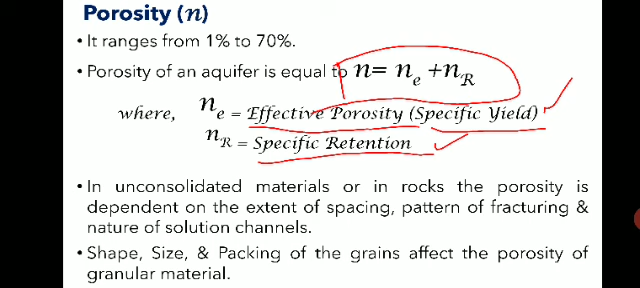 Porosity (n)
• It ranges from 1% to 70%.
• Porosity of an aquifer is equal to n= ne +nR
where, ne = Effective Porosity (Specific Yield)
nR = Specific Retention
• In unconsolidated materials or in rocks the porosity is
dependent on the extent of spacing, pattern of fracturing &
nature of solution channels.
• Shape, Size, & Packing of the grains affect the porosity of
granular material.